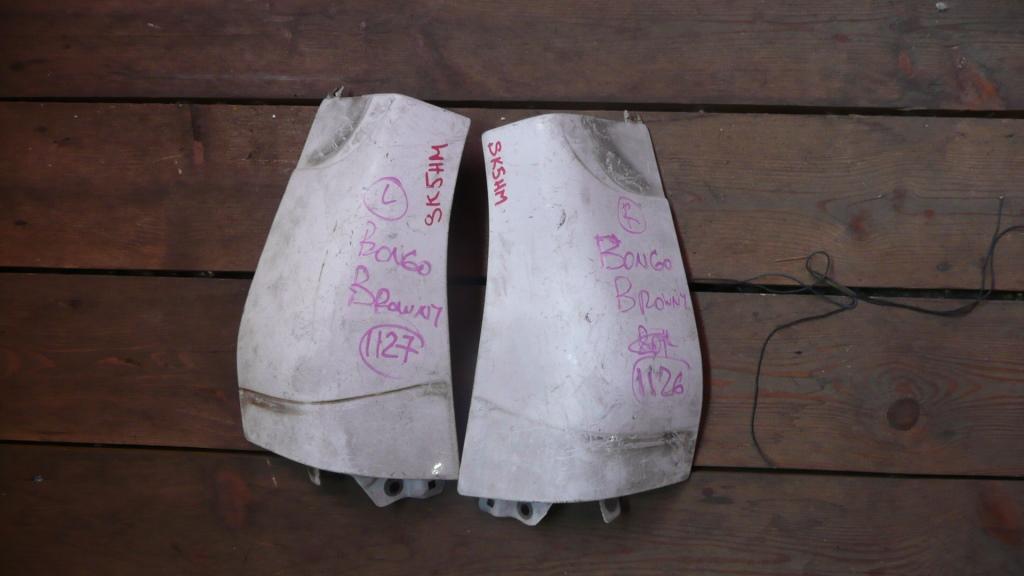 SK5HM
L
BONGO
BROWNY
1127
SK5HM
BONGO
BROWNY
1126